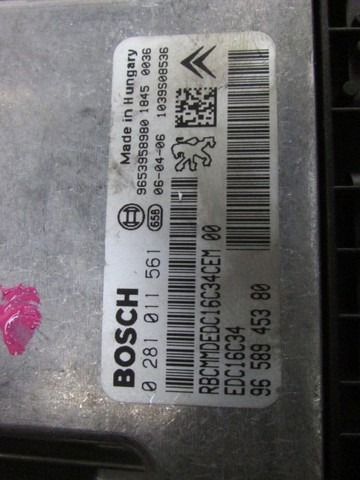 BOSCH
0 281 011 561
658
Made in Hungary
9653958980 1845 0036
06-04-06 1039S08536
RBCMMDEDC16C34CEM 00
EDC16C34
96 589 453 80